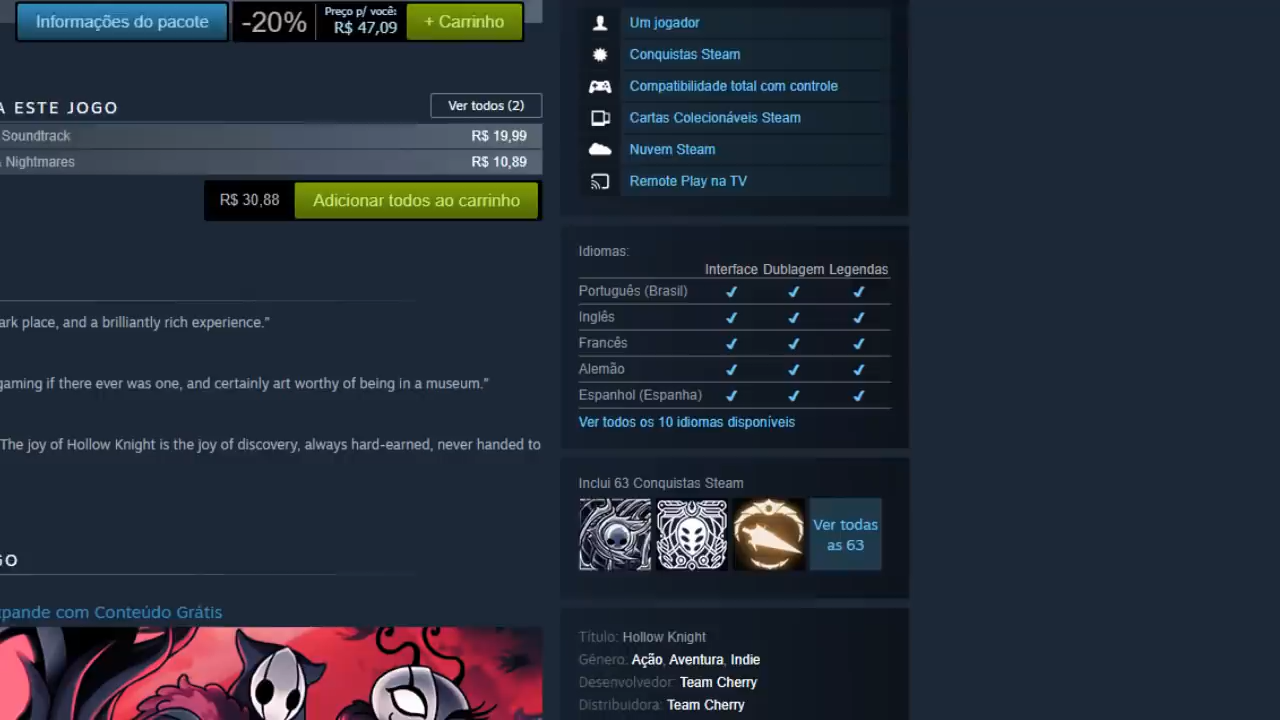 Informações do pacote
-20%
Preço p/ você:
R$ 47,09
+ Carrinho
A ESTE JOGO
Ver todos (2)
Soundtrack
R$ 19,99
Nightmares
R$ 10,89
R$ 30,88
Adicionar todos ao carrinho
ark place, and a brilliantly rich experience.”
gaming if there ever was one, and certainly art worthy of being in a museum.”
The joy of Hollow Knight is the joy of discovery, always hard-earned, never handed to
GO
xpande com Conteúdo Grátis
Um jogador
Conquistas Steam
Compatibilidade total com controle
Cartas Colecionáveis Steam
Nuvem Steam
Remote Play na TV
Idiomas:
Interface Dublagem Legendas
Português (Brasil) ✔ ✔ ✔
Inglês ✔ ✔ ✔
Francês ✔ ✔ ✔
Alemão ✔ ✔ ✔
Espanhol (Espanha) ✔ ✔ ✔
Ver todos os 10 idiomas disponíveis
Inclui 63 Conquistas Steam
Ver todas
as 63
Título: Hollow Knight
Gênero: Ação, Aventura, Indie
Desenvolvedor: Team Cherry
Distribuidora: Team Cherry